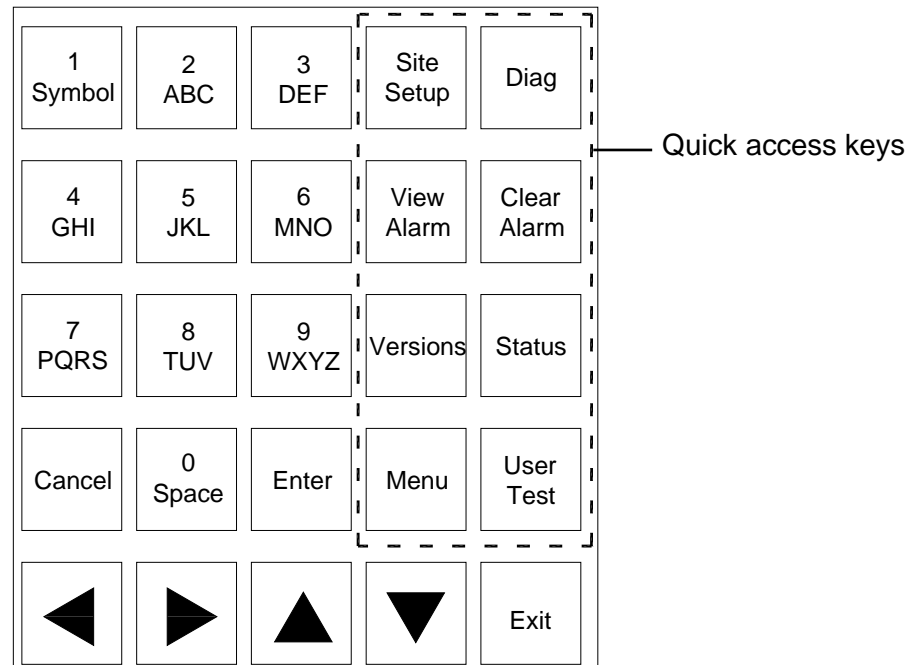 1
Symbol
2
ABC
3
DEF
Site
Setup
Diag
Quick access keys
4
GHI
5
JKL
6
MNO
View
Alarm
Clear
Alarm
7
PQRS
8
TUV
9
WXYZ
Versions
Status
Cancel
0
Space
Enter
Menu
User
Test
Exit